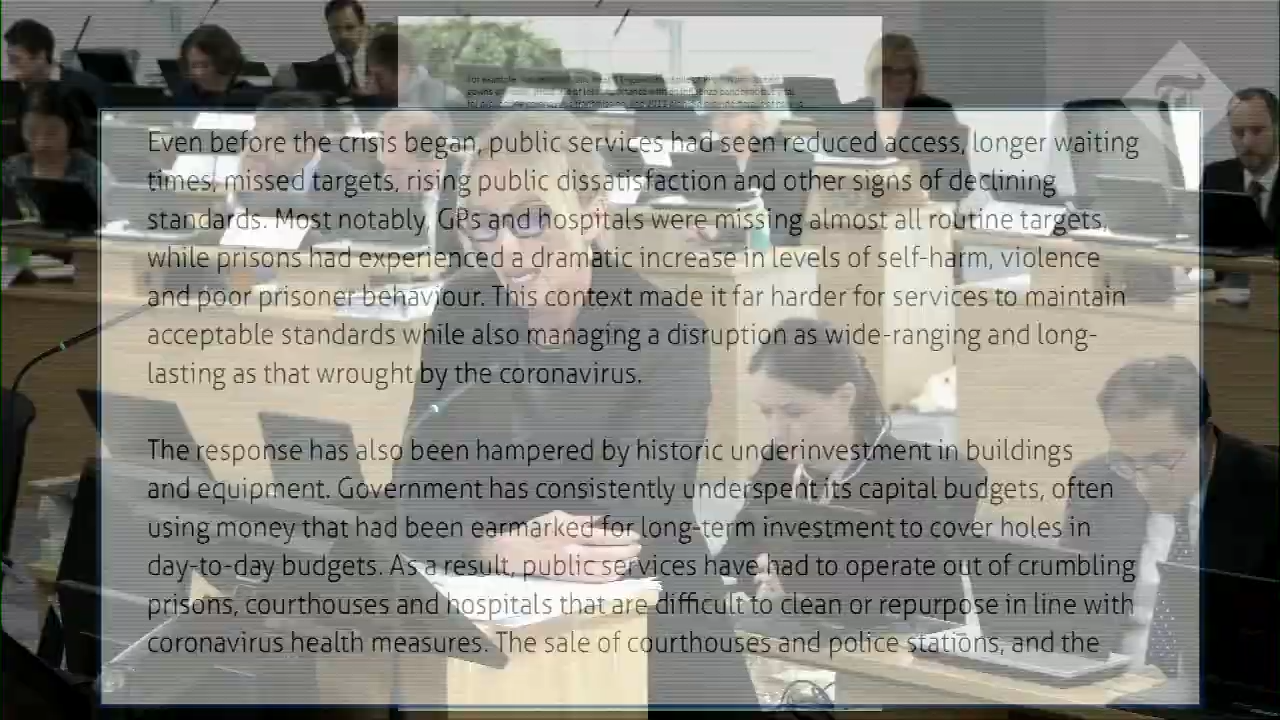 Even before the crisis began, public services had seen reduced access, longer waiting
times, missed targets, rising public dissatisfaction and other signs of declining
standards. Most notably, GPs and hospitals were missing almost all routine targets,
while prisons had experienced a dramatic increase in levels of self-harm, violence
and poor prisoner behaviour. This context made it far harder for services to maintain
acceptable standards while also managing a disruption as wide-ranging and long-
lasting as that wrought by the coronavirus.
The response has also been hampered by historic underinvestment in buildings
and equipment. Government has consistently underspent its capital budgets, often
using money that had been earmarked for long-term investment to cover holes in
day-to-day budgets. As a result, public services have had to operate out of crumbling
prisons, courthouses and hospitals that are difficult to clean or repurpose in line with
coronavirus health measures. The sale of courthouses and police stations, and the